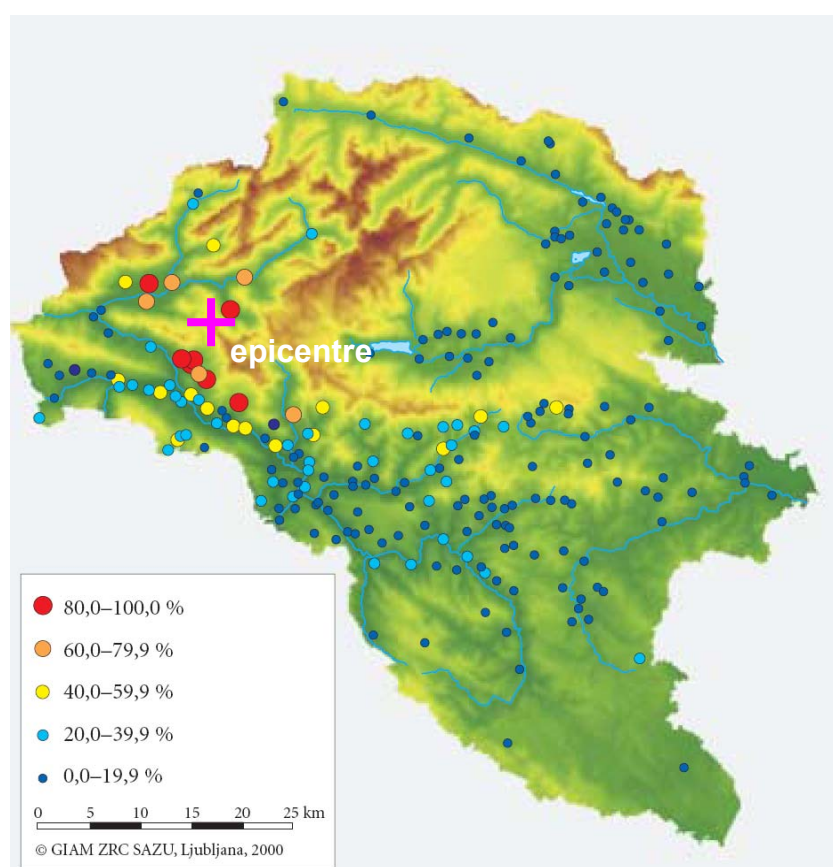 epicentre
80,0–100,0 %
60,0–79,9 %
40,0–59,9 %
20,0–39,9 %
0,0–19,9 %
0 5 10 15 20 25 km
© GIAM ZRC SAZU, Ljubljana, 2000